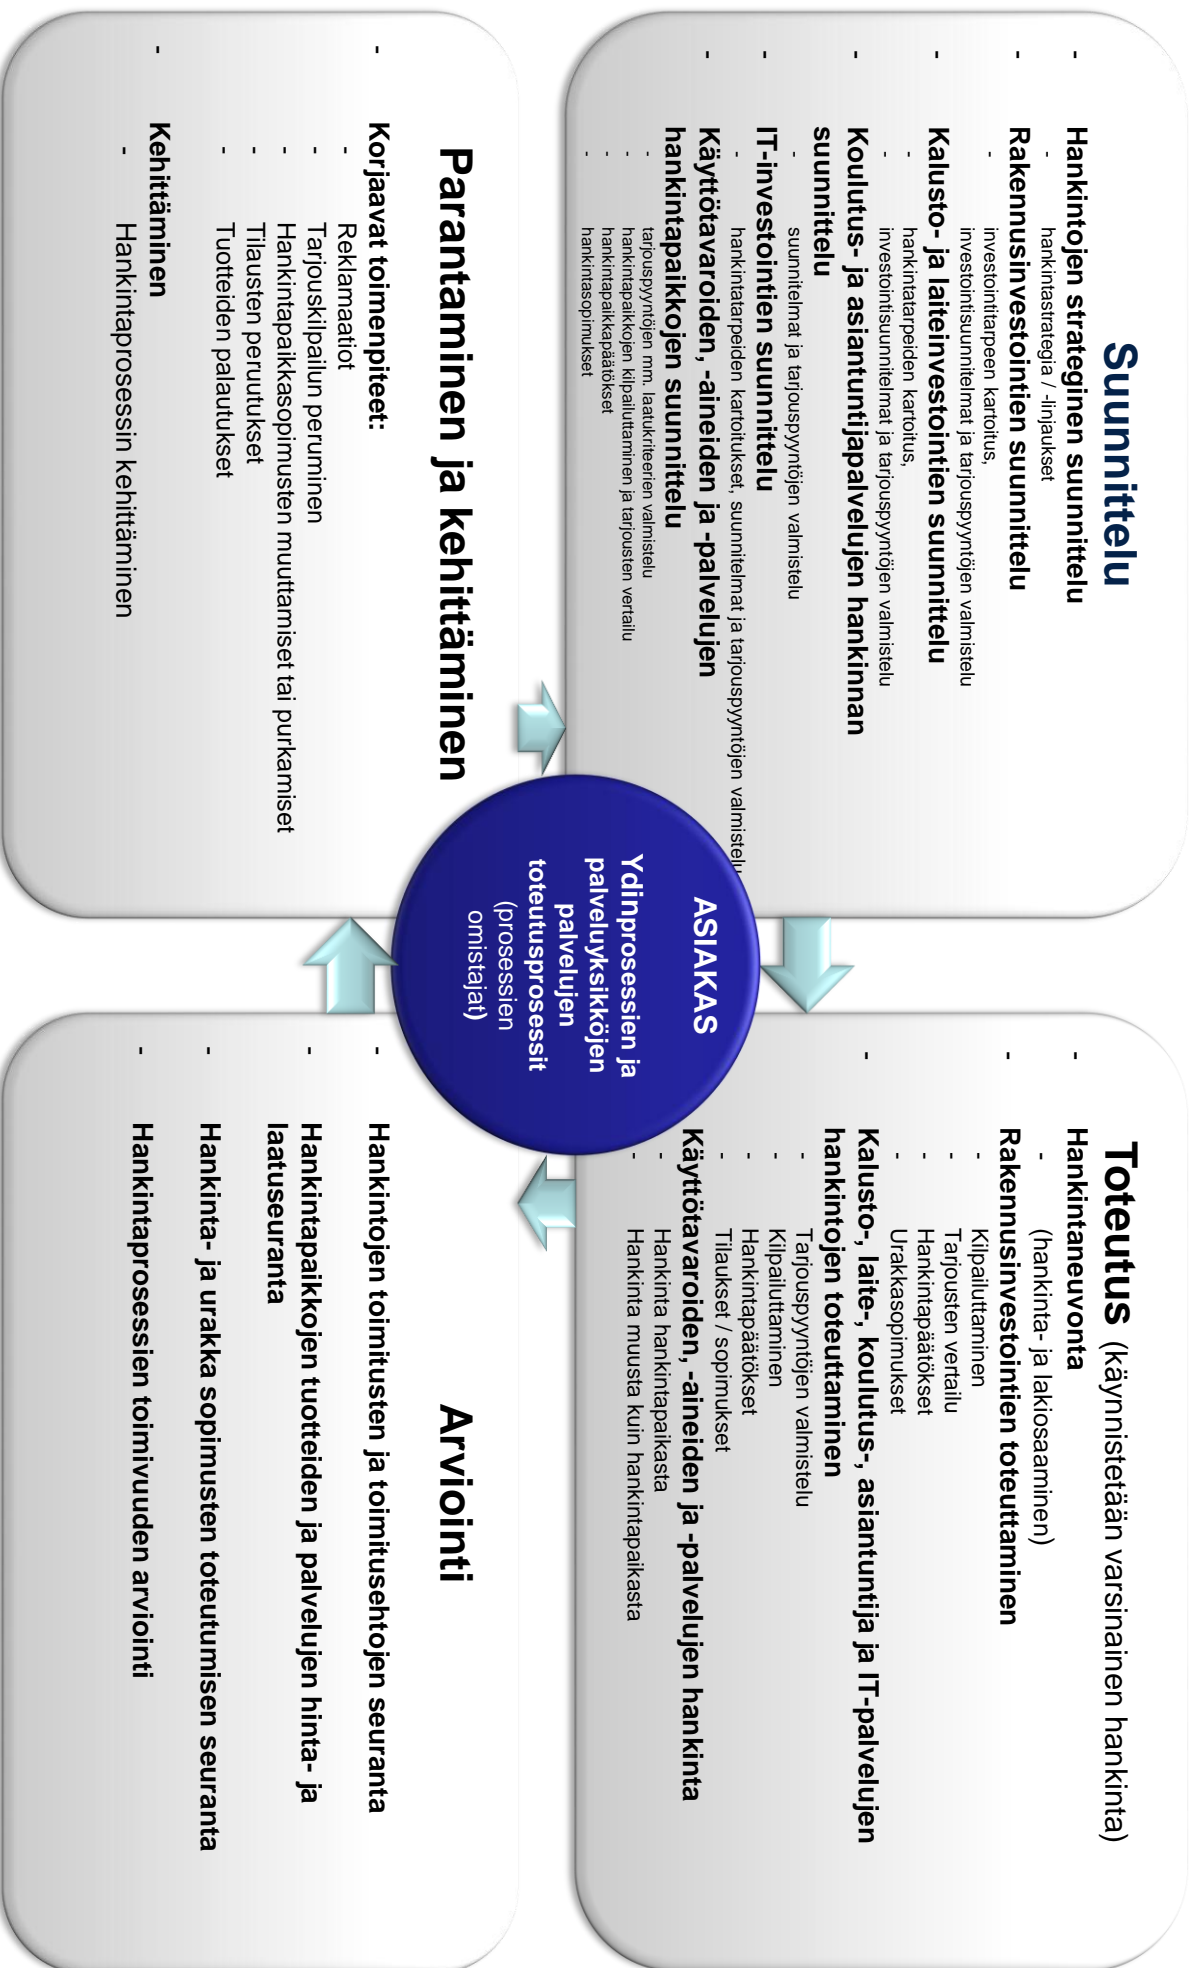 Suunnittelu
- Hankintojen strateginen suunnittelu
- hankintastrategia / -linjaukset
- Rakennusinvestointien suunnittelu
- investointitarpeen kartoitus,
investointisuunnitelmat ja tarjouspyyntöjen valmistelu
- Kalusto- ja laiteinvestointien suunnittelu
- hankintatarpeiden kartoitus,
- investointisuunnitelmat ja tarjouspyyntöjen valmistelu
- Koulutus- ja asiantuntijapalvelujen hankinnan
suunnittelu
- suunnitelmat ja tarjouspyyntöjen valmistelu
- IT-investointien suunnittelu
- hankintatarpeiden kartoitukset, suunnitelmat ja tarjouspyyntöjen valmistelu
- Käyttötavaroiden, -aineiden ja -palvelujen
hankintapaikkojen suunnittelu
- tarjouspyyntöjen mm. laatukriteerien valmistelu
- hankintapaikkojen kilpailuttaminen ja tarjousten vertailu
- hankintapaikkapäätökset
- hankintasopimukset
Toteutus (käynnistetään varsinainen hankinta)
- Hankintaneuvonta
- (hankinta- ja lakiosaaminen)
- Rakennusinvestointien toteuttaminen
- Kilpailuttaminen
- Tarjousten vertailu
- Hankintapäätökset
- Urakkasopimukset
- Kalusto-, laite-, koulutus-, asiantuntija ja IT-palvelujen
hankintojen toteuttaminen
- Tarjouspyyntöjen valmistelu
- Kilpailuttaminen
- Hankintapäätökset
- Tilaukset / sopimukset
Käyttötavaroiden, -aineiden ja -palvelujen hankinta
- Hankinta hankintapaikasta
- Hankinta muusta kuin hankintapaikasta
ASIAKAS
Ydinprosessien ja
palveluyksikköjen
palvelujen
toteutusprosessit
(prosessien
omistajat)
Parantaminen ja kehittäminen
- Korjaavat toimenpiteet:
- Reklamaatiot
- Tarjouskilpailun peruminen
- Hankintapaikkasopimusten muuttamiset tai purkamiset
- Tilausten peruutukset
- Tuotteiden palautukset
- Kehittäminen
- Hankintaprosessin kehittäminen
Arviointi
- Hankintojen toimitusten ja toimitusehtojen seuranta
- Hankintapaikkojen tuotteiden ja palvelujen hinta- ja
laatuseuranta
- Hankinta- ja urakka sopimusten toteutumisen seuranta
- Hankintaprosessien toimivuuden arviointi